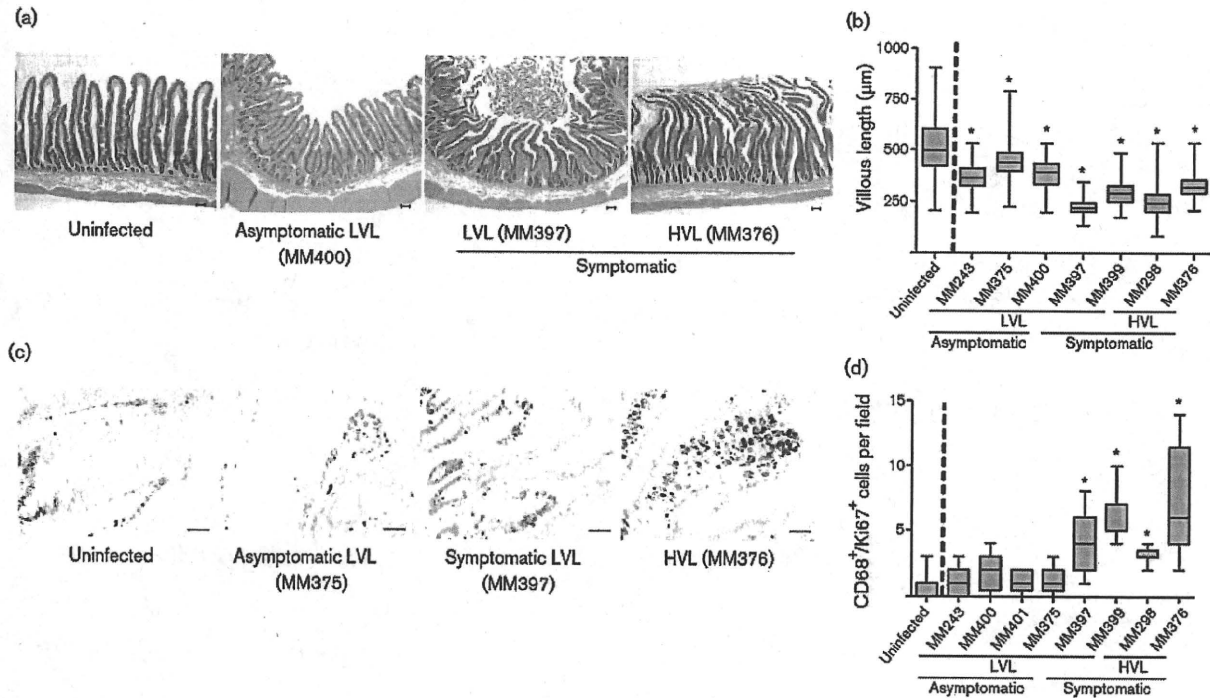 (a)
Uninfected
Asymptomatic LVL
(MM400)
LVL (MM397)
HVL (MM376)
Symptomatic
(b)
Villous length (μm)
1000
750
500
250
*
*
*
*
*
*
*
Uninfected
MM243
MM375
MM400
MM397
MM399
MM298
MM376
LVL
HVL
Asymptomatic
Symptomatic
(c)
Uninfected
Asymptomatic LVL
(MM375)
Symptomatic LVL
(MM397)
HVL (MM376)
(d)
CD68+/Ki67+ cells per field
15
10
5
*
*
*
*
Uninfected
MM243
MM400
MM401
MM375
MM397
MM399
MM298
MM376
LVL
HVL
Asymptomatic
Symptomatic